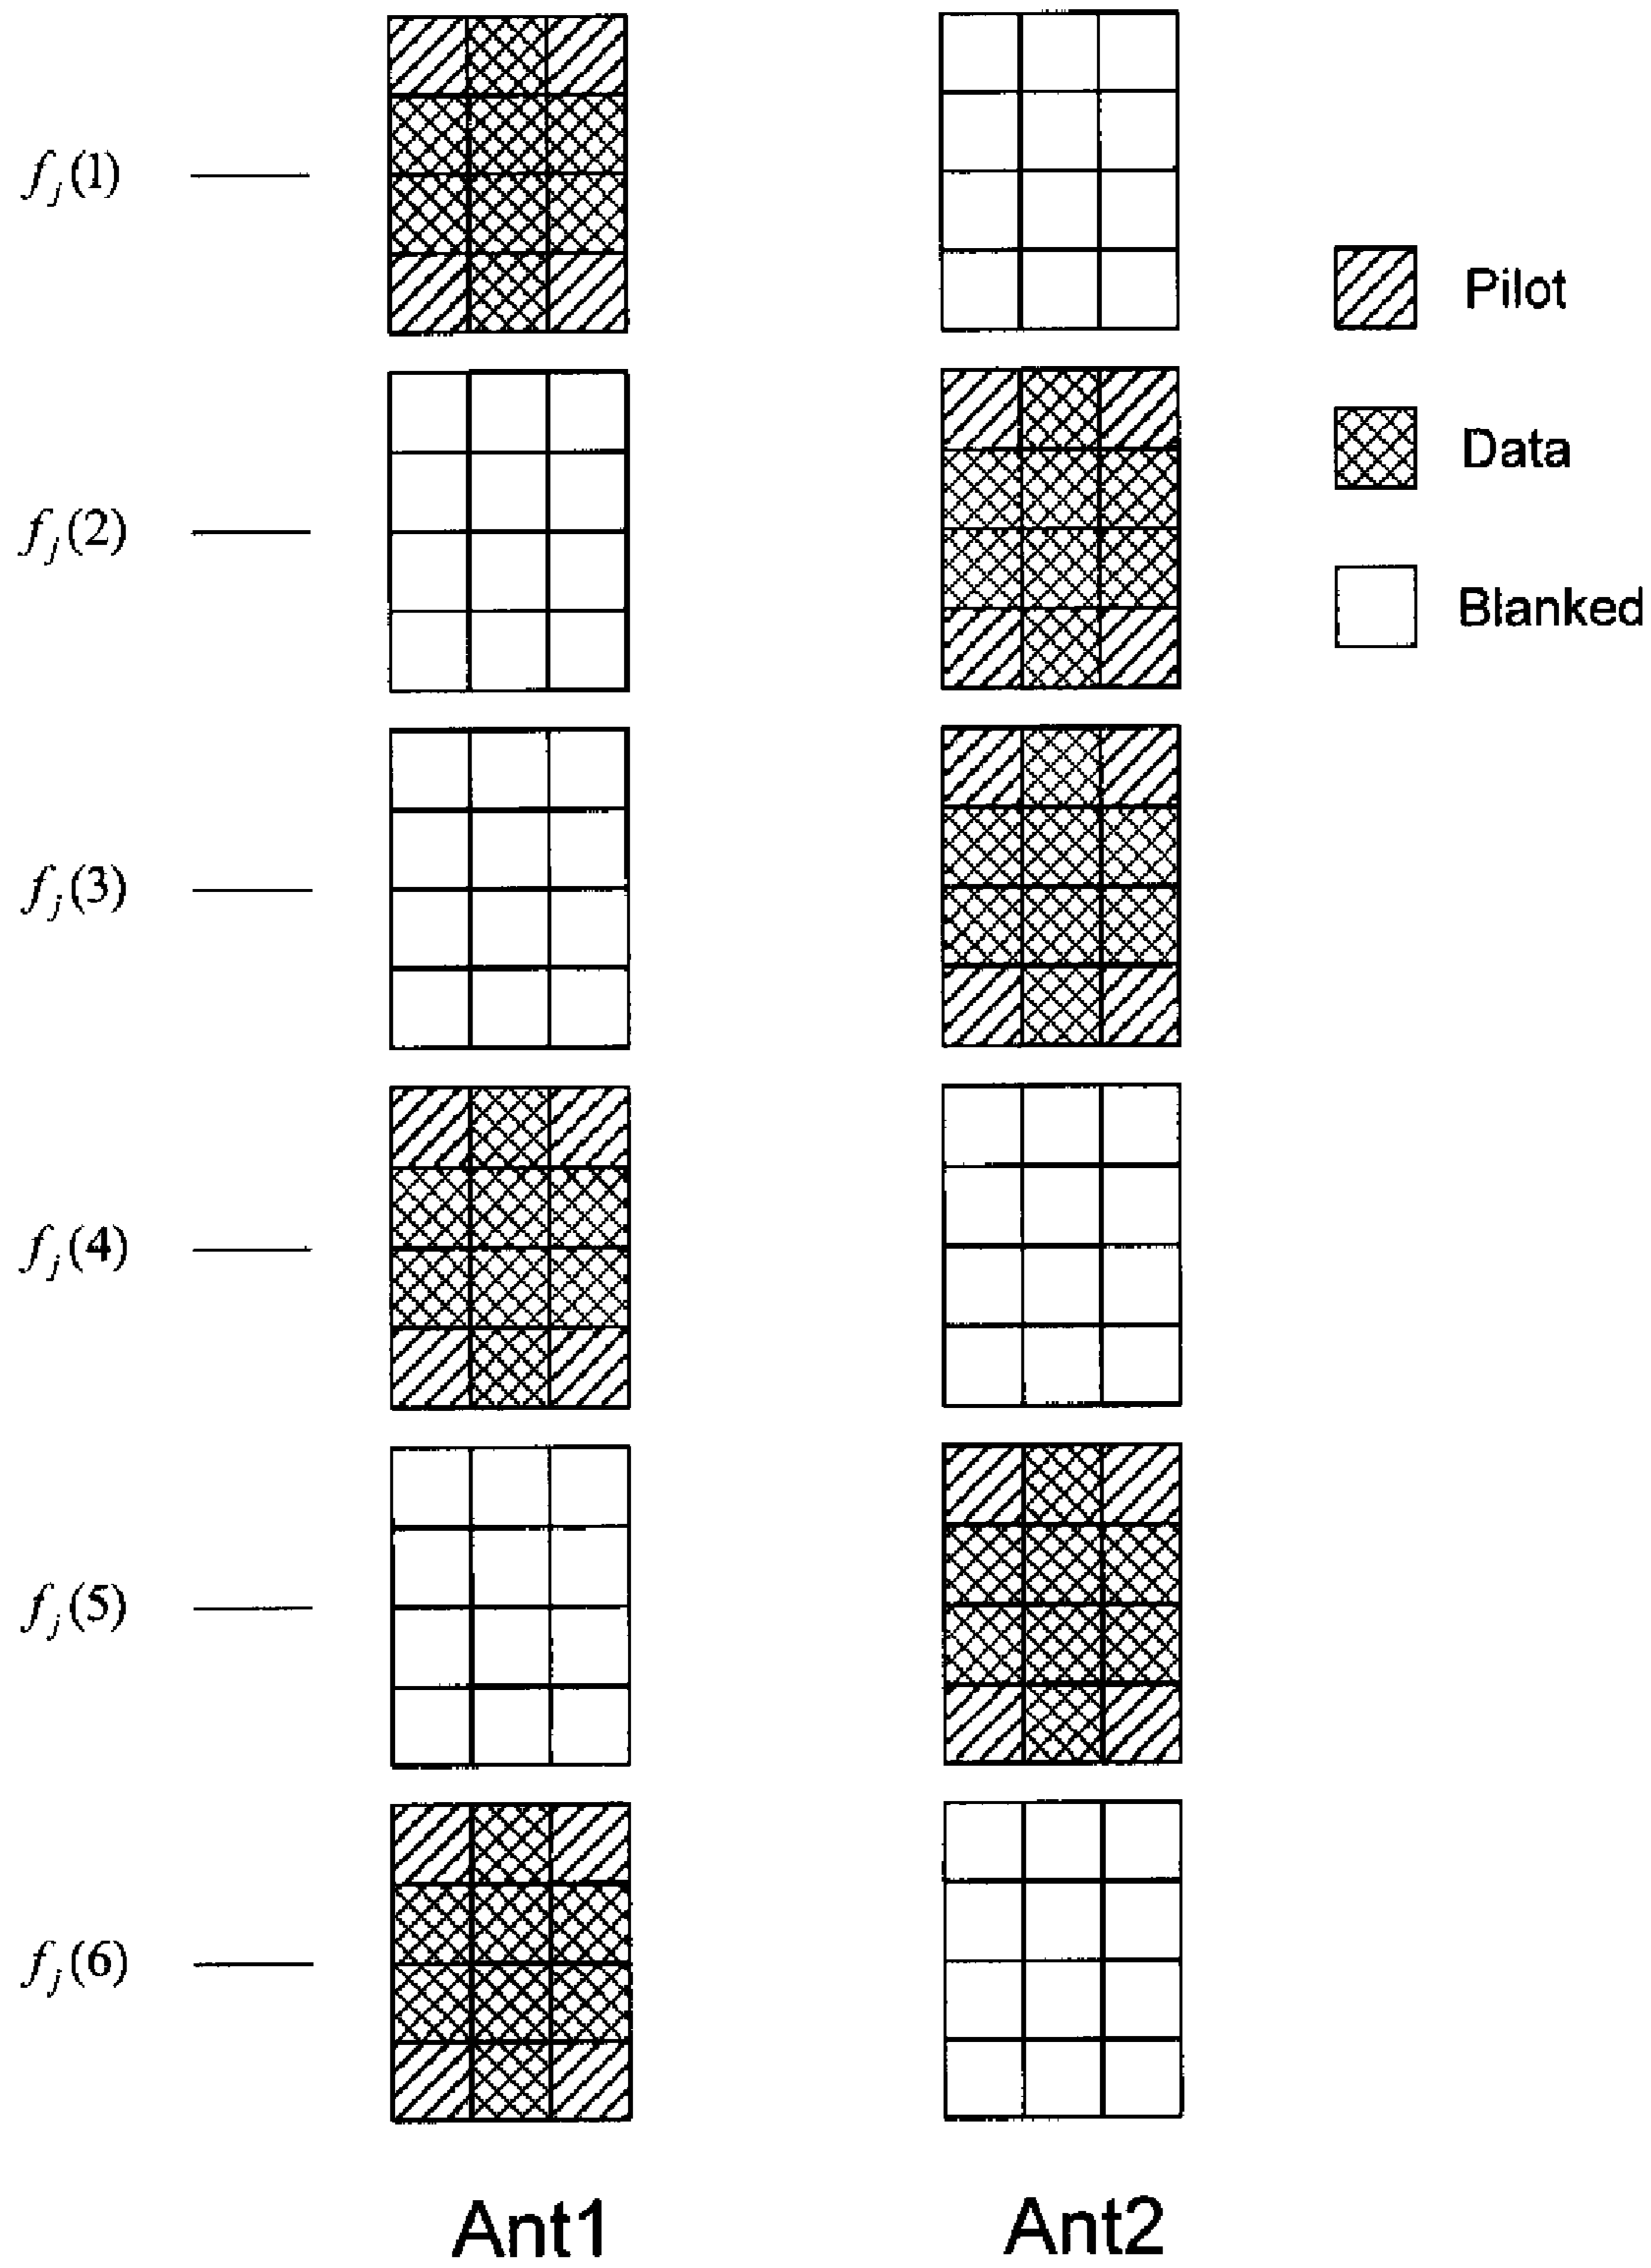 f_j(1)
Pilot
Data
f_j(2)
Blanked
f_j(3)
f_j(4)
f_j(5)
f_j(6)
Ant1 Ant2